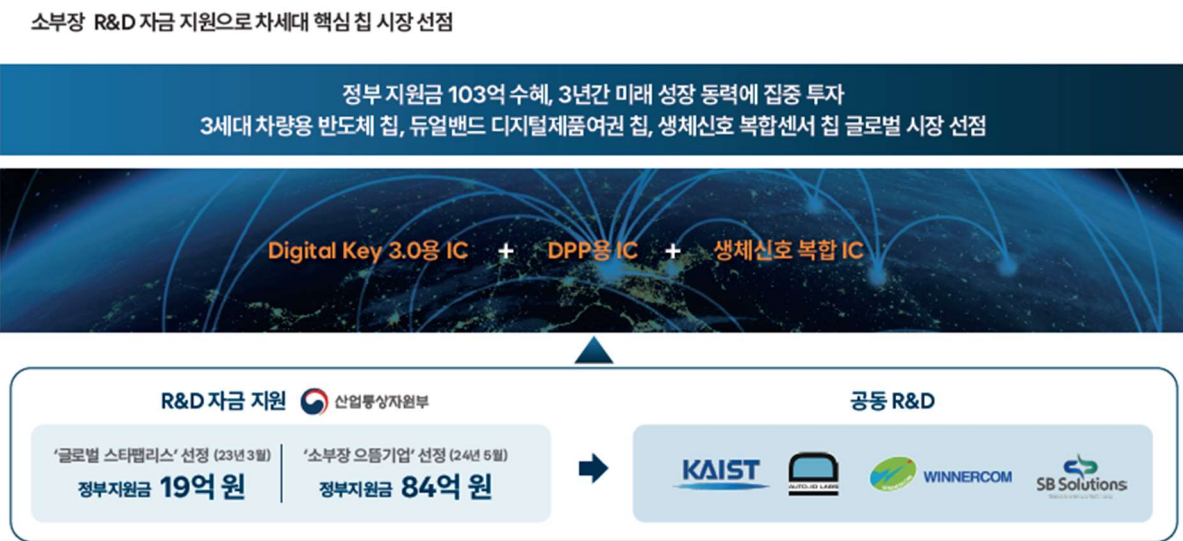 소부장 R&D 자금 지원으로 차세대 핵심 칩 시장 선점
정부 지원금 103억 수혜, 3년간 미래 성장 동력에 집중 투자
3세대 차량용 반도체 칩, 듀얼밴드 디지털제품여권 칩, 생체신호 복합센서 칩 글로벌 시장 선점
Digital Key 3.0용 IC + DPP용 IC + 생체신호 복합 IC
R&D 자금 지원 산업통상자원부
'글로벌 스타팹리스' 선정 (23년 3월)
정부지원금 19억 원
'소부장 으뜸기업' 선정 (24년 5월)
정부지원금 84억 원
공동 R&D
KAIST
AUTO-ID LABS
WINNERCOM
SB Solutions